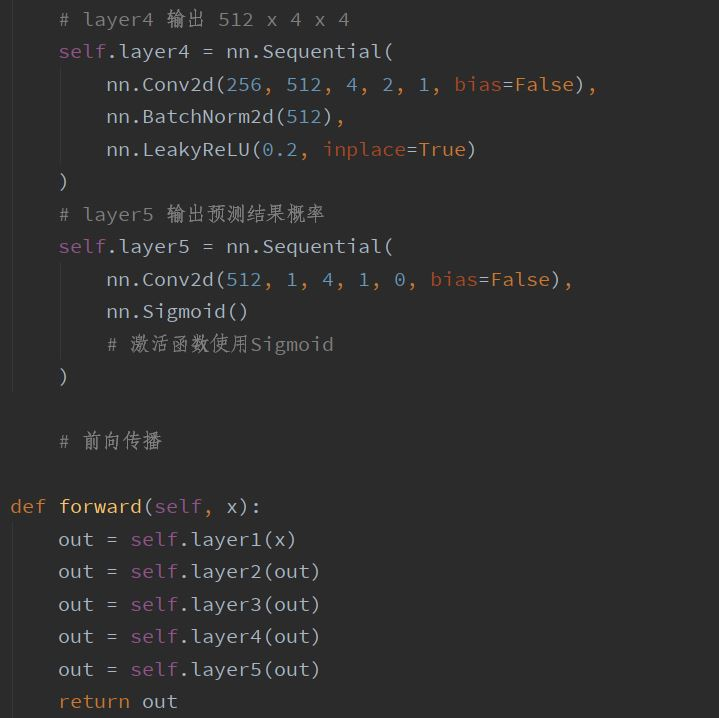 # layer4 输出 512 x 4 x 4
self.layer4 = nn.Sequential(
nn.Conv2d(256, 512, 4, 2, 1, bias=False),
nn.BatchNorm2d(512),
nn.LeakyReLU(0.2, inplace=True)
)
# layer5 输出预测结果概率
self.layer5 = nn.Sequential(
nn.Conv2d(512, 1, 4, 1, 0, bias=False),
nn.Sigmoid()
# 激活函数使用Sigmoid
)
# 前向传播
def forward(self, x):
out = self.layer1(x)
out = self.layer2(out)
out = self.layer3(out)
out = self.layer4(out)
out = self.layer5(out)
return out